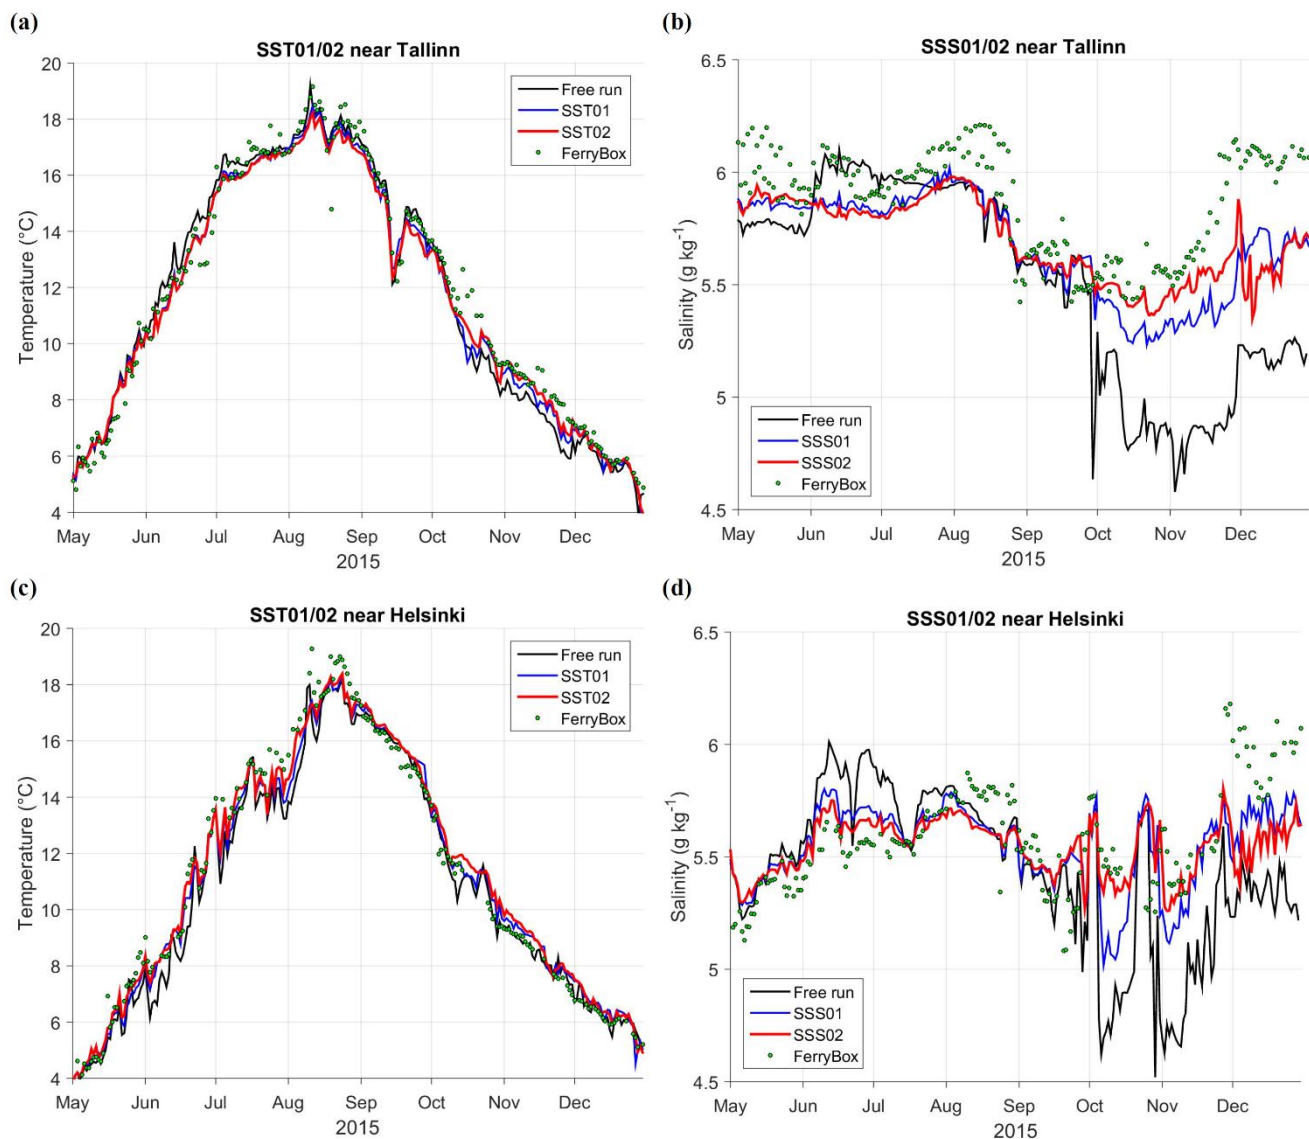 (a)
SST01/02 near Tallinn
20
18
16
14
12
10
8
6
4
Temperature (°C)
May Jun Jul Aug Sep Oct Nov Dec
2015
Free run
SST01
SST02
FerryBox
(b)
SSS01/02 near Tallinn
6.5
6
5.5
5
4.5
Salinity (g kg-1)
May Jun Jul Aug Sep Oct Nov Dec
2015
Free run
SSS01
SSS02
FerryBox
(c)
SST01/02 near Helsinki
20
18
16
14
12
10
8
6
4
Temperature (°C)
May Jun Jul Aug Sep Oct Nov Dec
2015
Free run
SST01
SST02
FerryBox
(d)
SSS01/02 near Helsinki
6.5
6
5.5
5
4.5
Salinity (g kg-1)
May Jun Jul Aug Sep Oct Nov Dec
2015
Free run
SSS01
SSS02
FerryBox